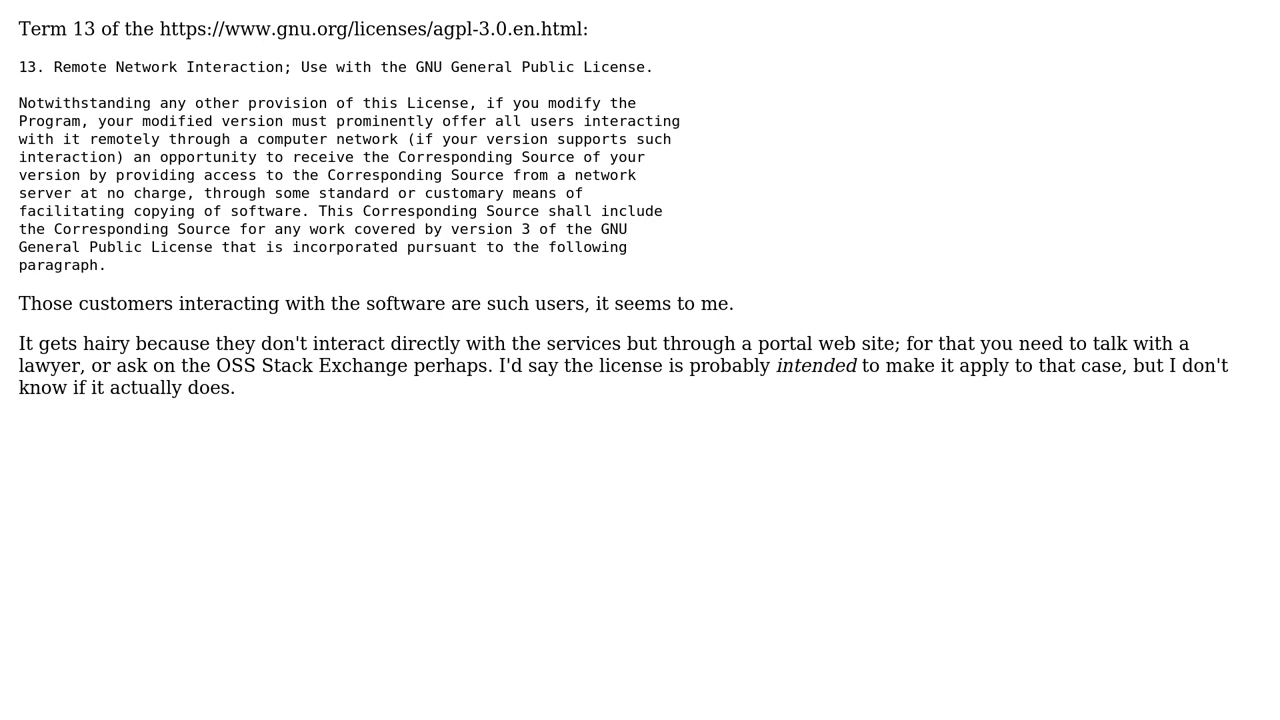 Term 13 of the https://www.gnu.org/licenses/agpl-3.0.en.html:
13. Remote Network Interaction; Use with the GNU General Public License.
Notwithstanding any other provision of this License, if you modify the
Program, your modified version must prominently offer all users interacting
with it remotely through a computer network (if your version supports such
interaction) an opportunity to receive the Corresponding Source of your
version by providing access to the Corresponding Source from a network
server at no charge, through some standard or customary means of
facilitating copying of software. This Corresponding Source shall include
the Corresponding Source for any work covered by version 3 of the GNU
General Public License that is incorporated pursuant to the following
paragraph.
Those customers interacting with the software are such users, it seems to me.
It gets hairy because they don't interact directly with the services but through a portal web site; for that you need to talk with a
lawyer, or ask on the OSS Stack Exchange perhaps. I'd say the license is probably intended to make it apply to that case, but I don't
know if it actually does.